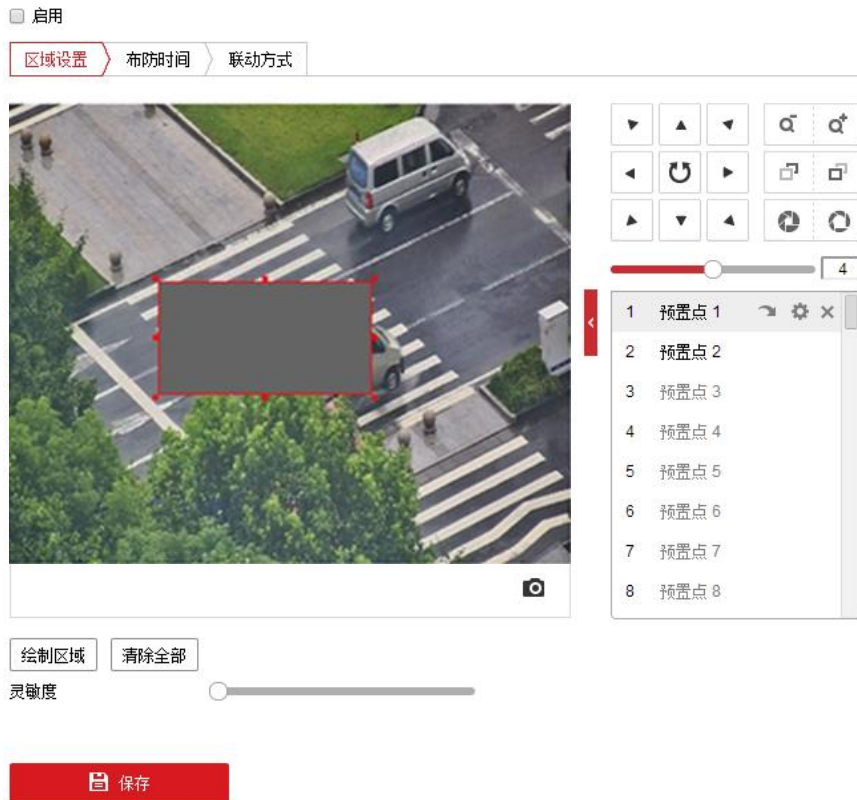 启用
区域设置 布防时间 联动方式
4
1 预置点 1
2 预置点 2
3 预置点 3
4 预置点 4
5 预置点 5
6 预置点 6
7 预置点 7
8 预置点 8
绘制区域 清除全部
灵敏度
保存